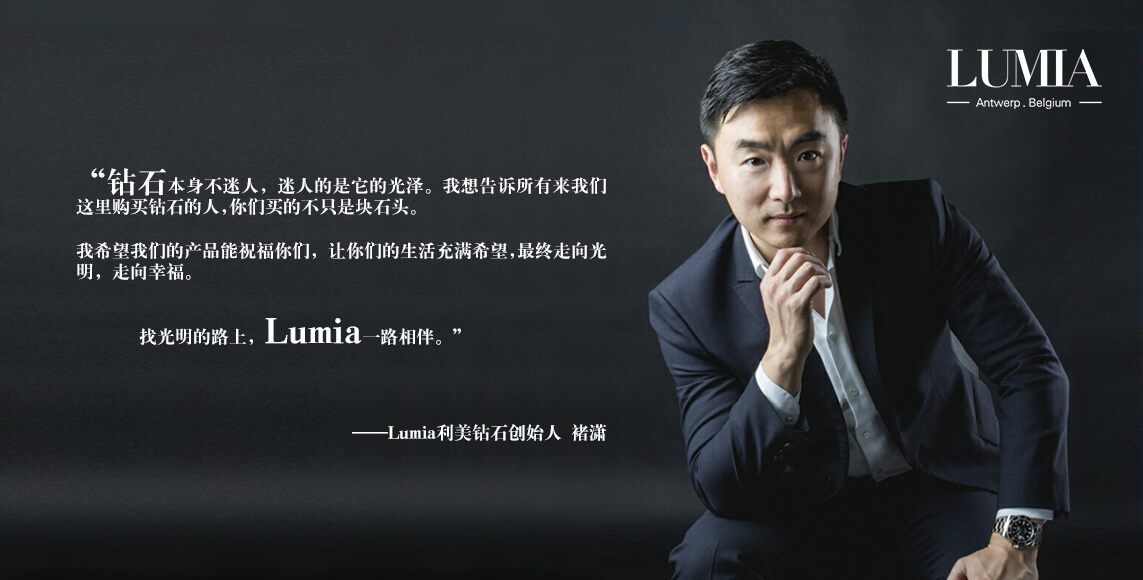 LUMIA
Antwerp . Belgium
“钻石本身不迷人，迷人的是它的光泽。我想告诉所有来我们
这里购买钻石的人,你们买的不只是块石头。
我希望我们的产品能祝福你们，让你们的生活充满希望,最终走向光
明，走向幸福。
找光明的路上，Lumia一路相伴。”
——Lumia利美钻石创始人 褚潇